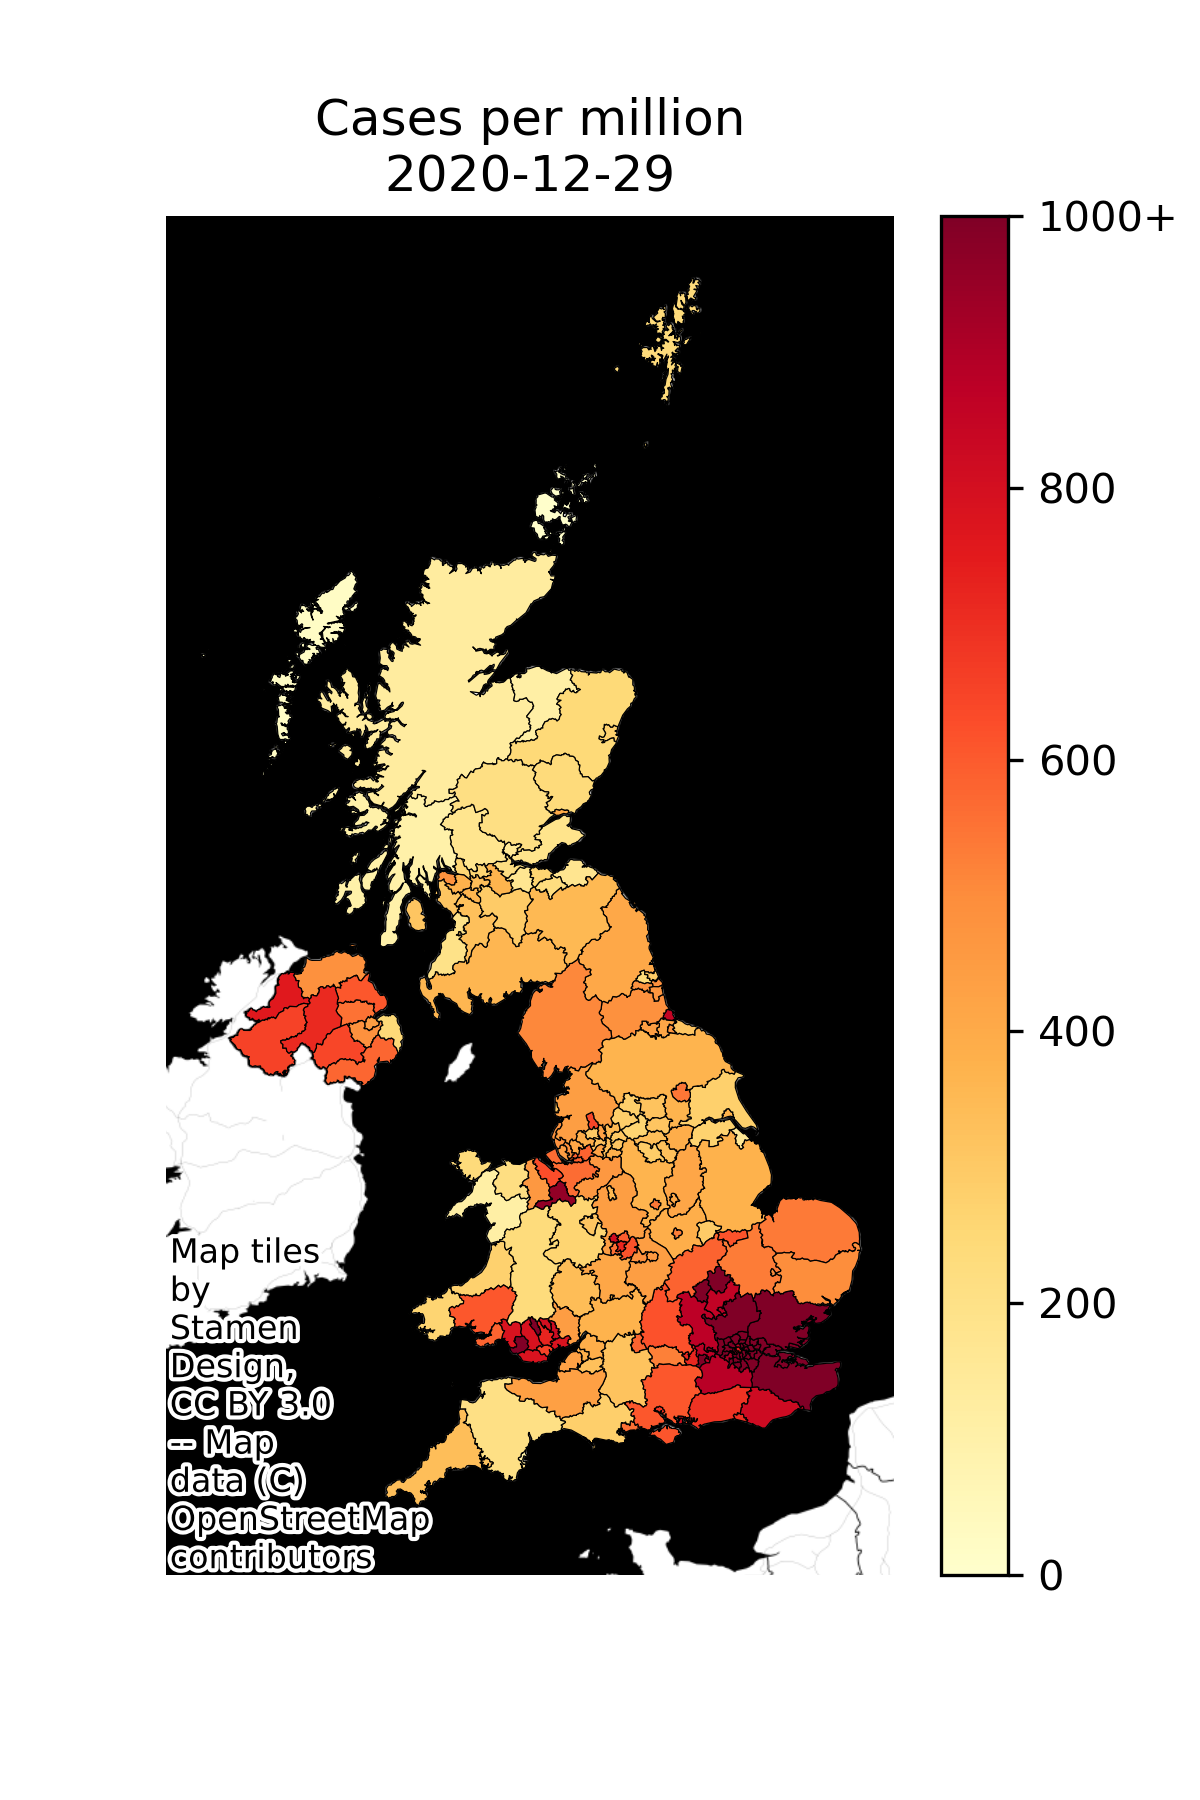 Cases per million
2020-12-29
1000+
800
600
400
200
0
Map tiles
by
Stamen
Design,
CC BY 3.0
-- Map
data (C)
OpenStreetMap
contributors